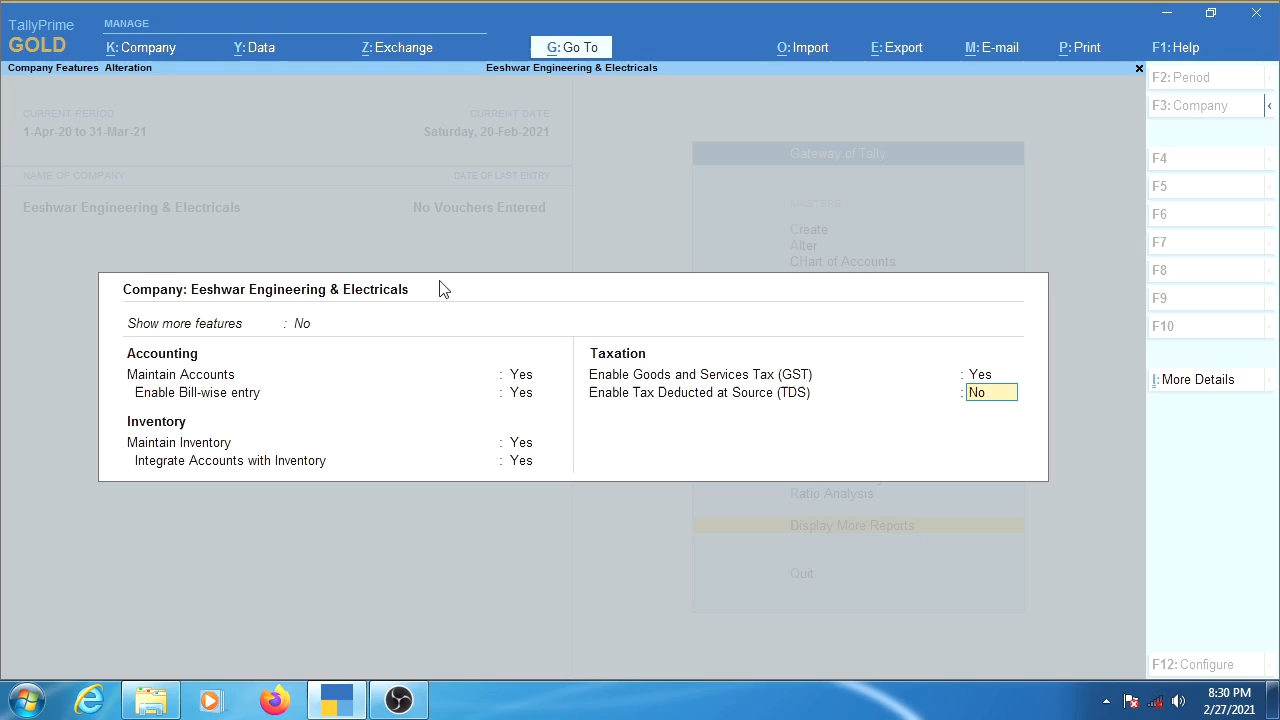 TallyPrime
GOLD
MANAGE
K: Company
Y: Data
Z: Exchange
G: Go To
O: Import
E: Export
M: E-mail
P: Print
F1: Help
Company Features Alteration
Eeshwar Engineering & Electricals
×
F2: Period
F3: Company
CURRENT PERIOD
CURRENT DATE
1-Apr-20 to 31-Mar-21
Saturday, 20-Feb-2021
Gateway of Tally
F4
NAME OF COMPANY
DATE OF LAST ENTRY
F5
Eeshwar Engineering & Electricals
No Vouchers Entered
MASTERS
F6
Create
Alter
CHart of Accounts
F7
F8
Company: Eeshwar Engineering & Electricals
F9
Show more features : No
F10
Accounting
Maintain Accounts : Yes
Enable Bill-wise entry : Yes
Inventory
Maintain Inventory : Yes
Integrate Accounts with Inventory : Yes
Taxation
Enable Goods and Services Tax (GST) : Yes
Enable Tax Deducted at Source (TDS) : No
I: More Details
Ratio Analysis
Display More Reports
Quit
F12: Configure
8:30 PM
2/27/2021